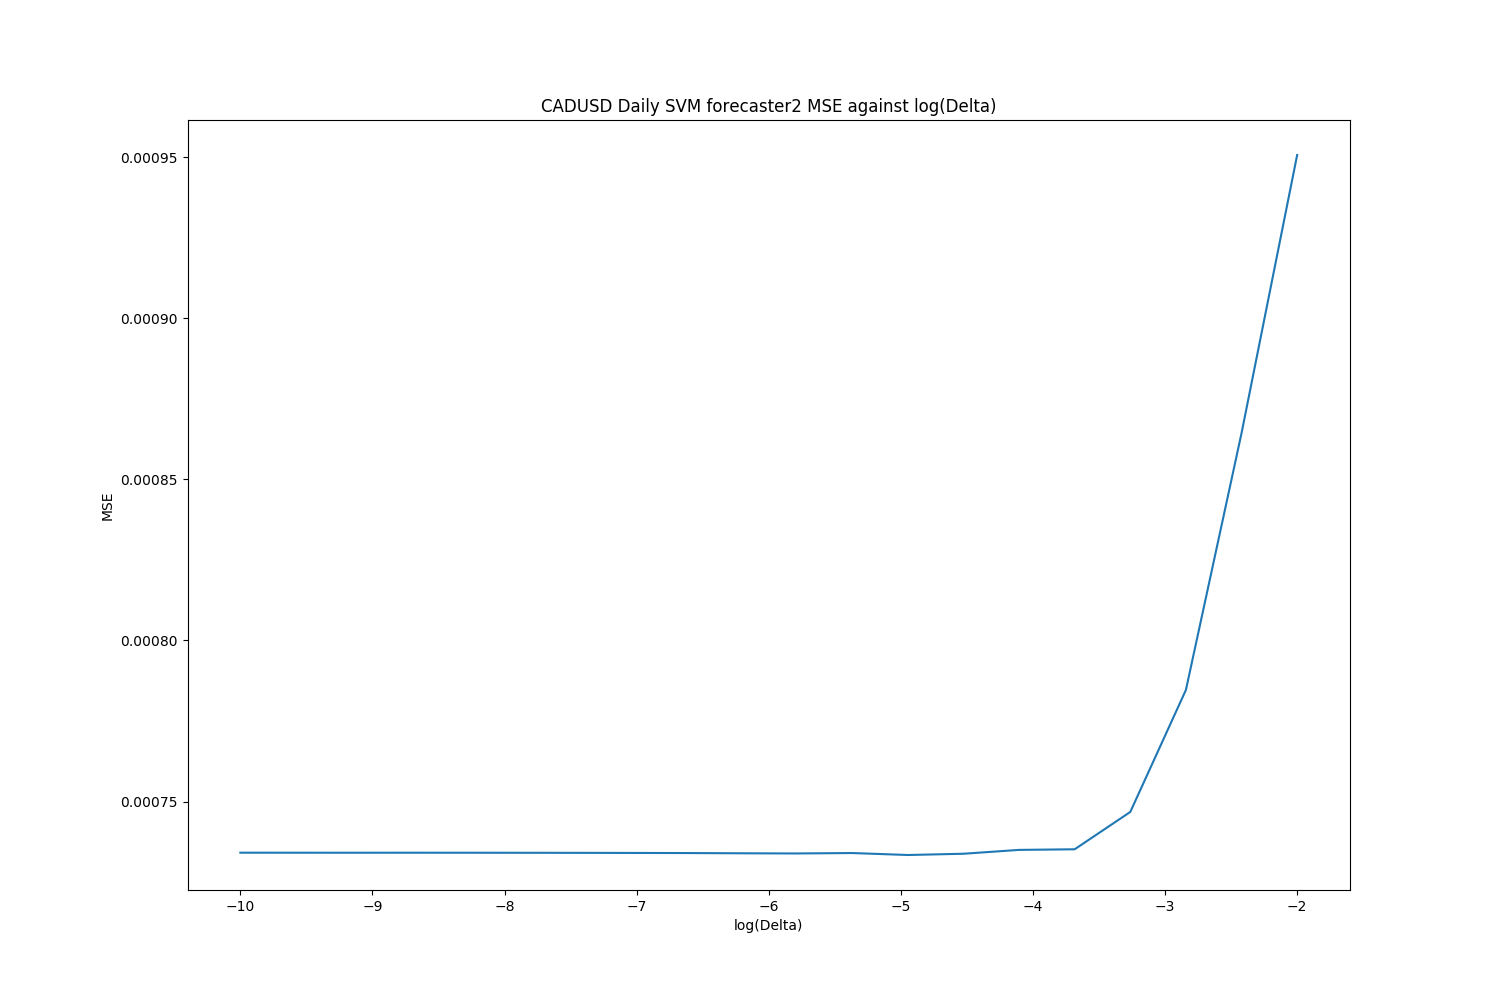 CADUSD Daily SVM forecaster2 MSE against log(Delta)
0.00095
0.00090
0.00085
MSE
0.00080
0.00075
−10 −9 −8 −7 −6 −5 −4 −3 −2
log(Delta)